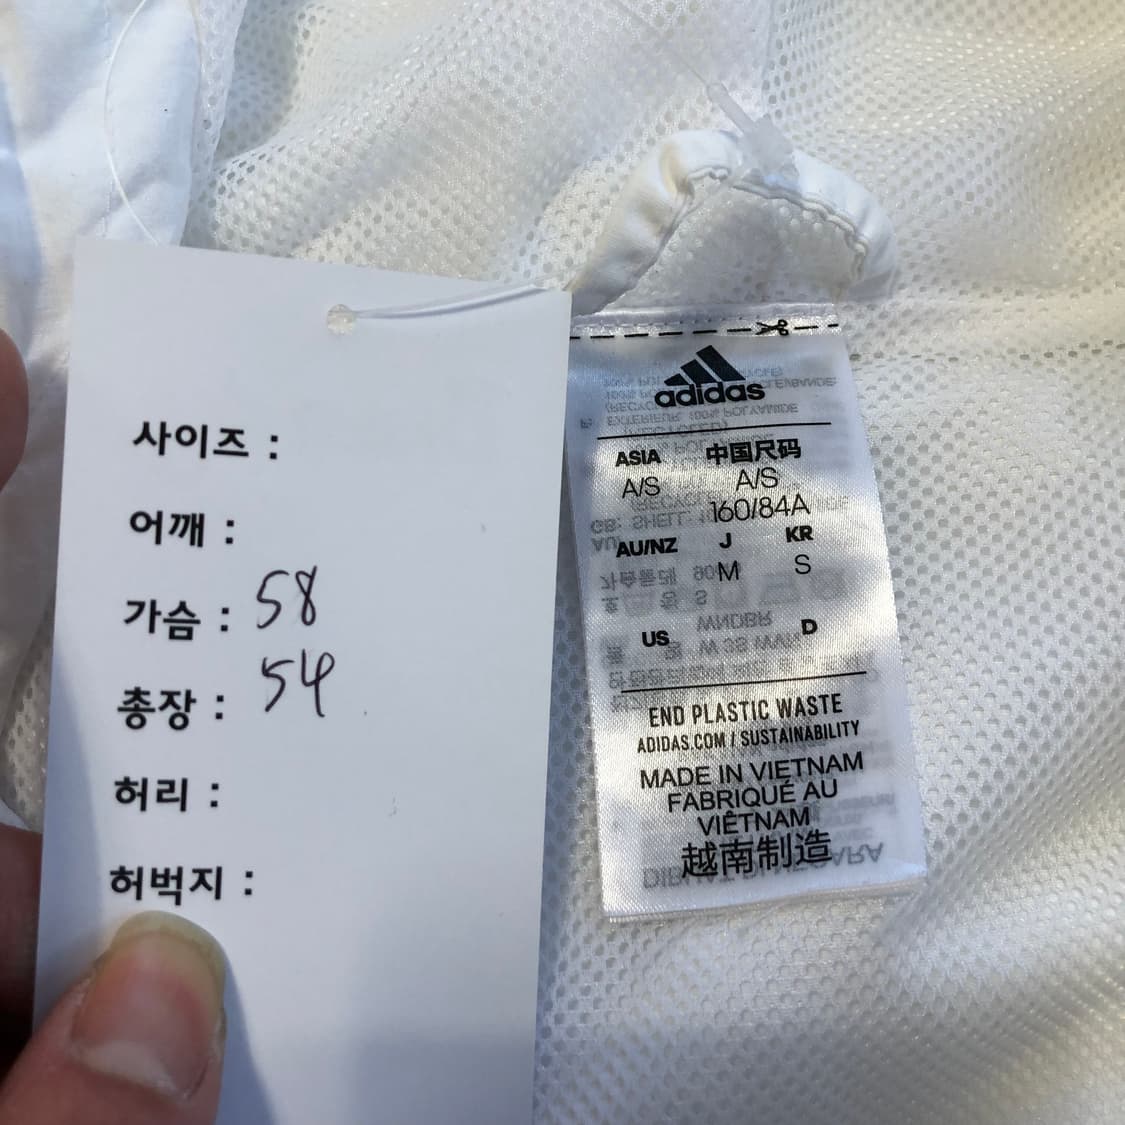 사이즈 :
어깨 :
가슴 : 58
총장 : 54
허리 :
허벅지 :
adidas
ASIA 中国尺码
A/S A/S
160/84A
AU/NZ J KR
M S
US D
END PLASTIC WASTE
ADIDAS.COM / SUSTAINABILITY
MADE IN VIETNAM
FABRIQUÉ AU
VIÊTNAM
越南制造